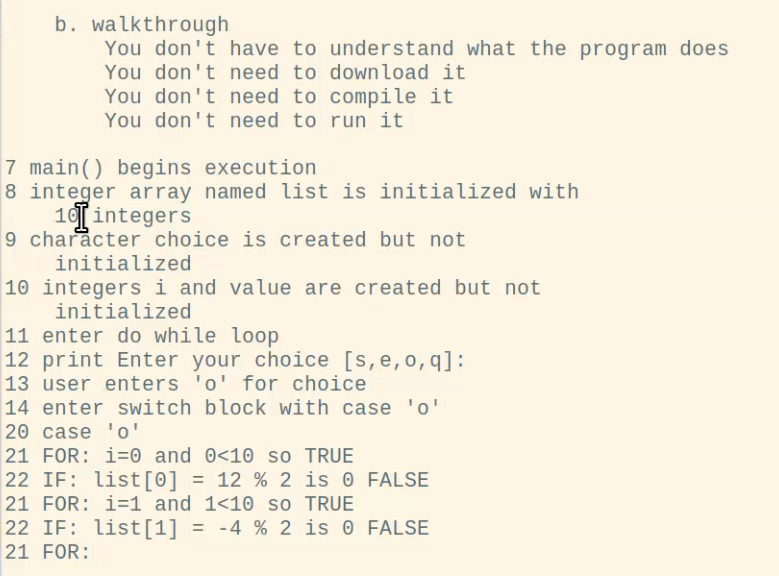 b. walkthrough
You don't have to understand what the program does
You don't need to download it
You don't need to compile it
You don't need to run it
7 main() begins execution
8 integer array named list is initialized with
10 integers
9 character choice is created but not
initialized
10 integers i and value are created but not
initialized
11 enter do while loop
12 print Enter your choice [s,e,o,q]:
13 user enters 'o' for choice
14 enter switch block with case 'o'
20 case 'o'
21 FOR: i=0 and 0<10 so TRUE
22 IF: list[0] = 12 % 2 is 0 FALSE
21 FOR: i=1 and 1<10 so TRUE
22 IF: list[1] = -4 % 2 is 0 FALSE
21 FOR: